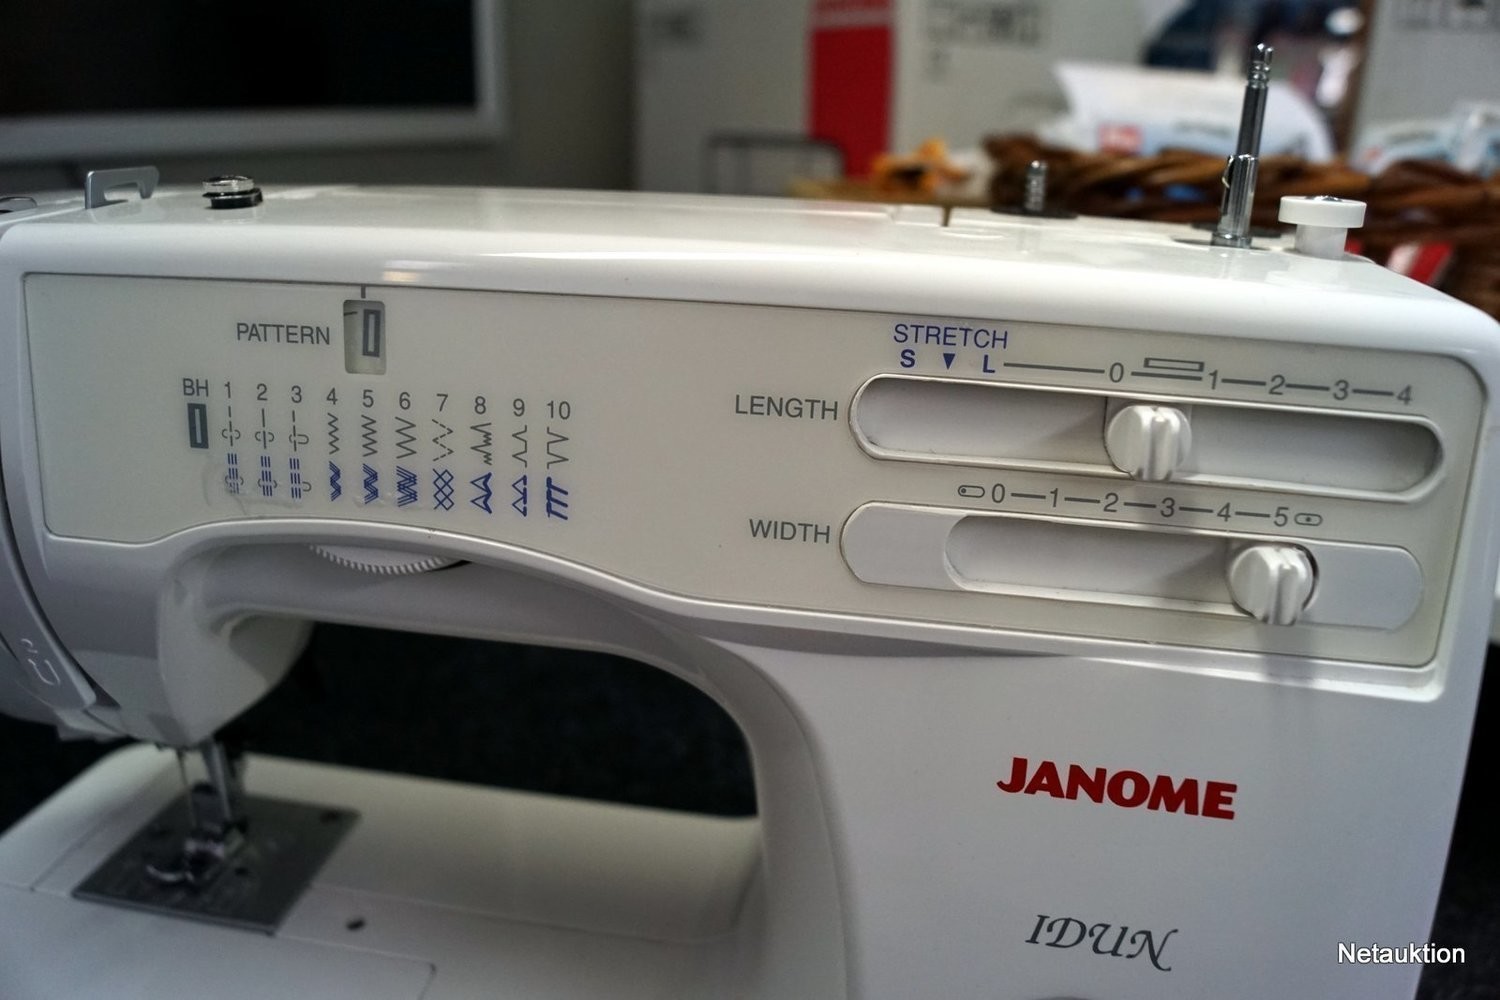 PATTERN
BH 1 2 3 4 5 6 7 8 9 10
STRETCH
S L 0 1 2 3 4
LENGTH
0 1 2 3 4 5
WIDTH
JANOME
IDUN
Netauktion